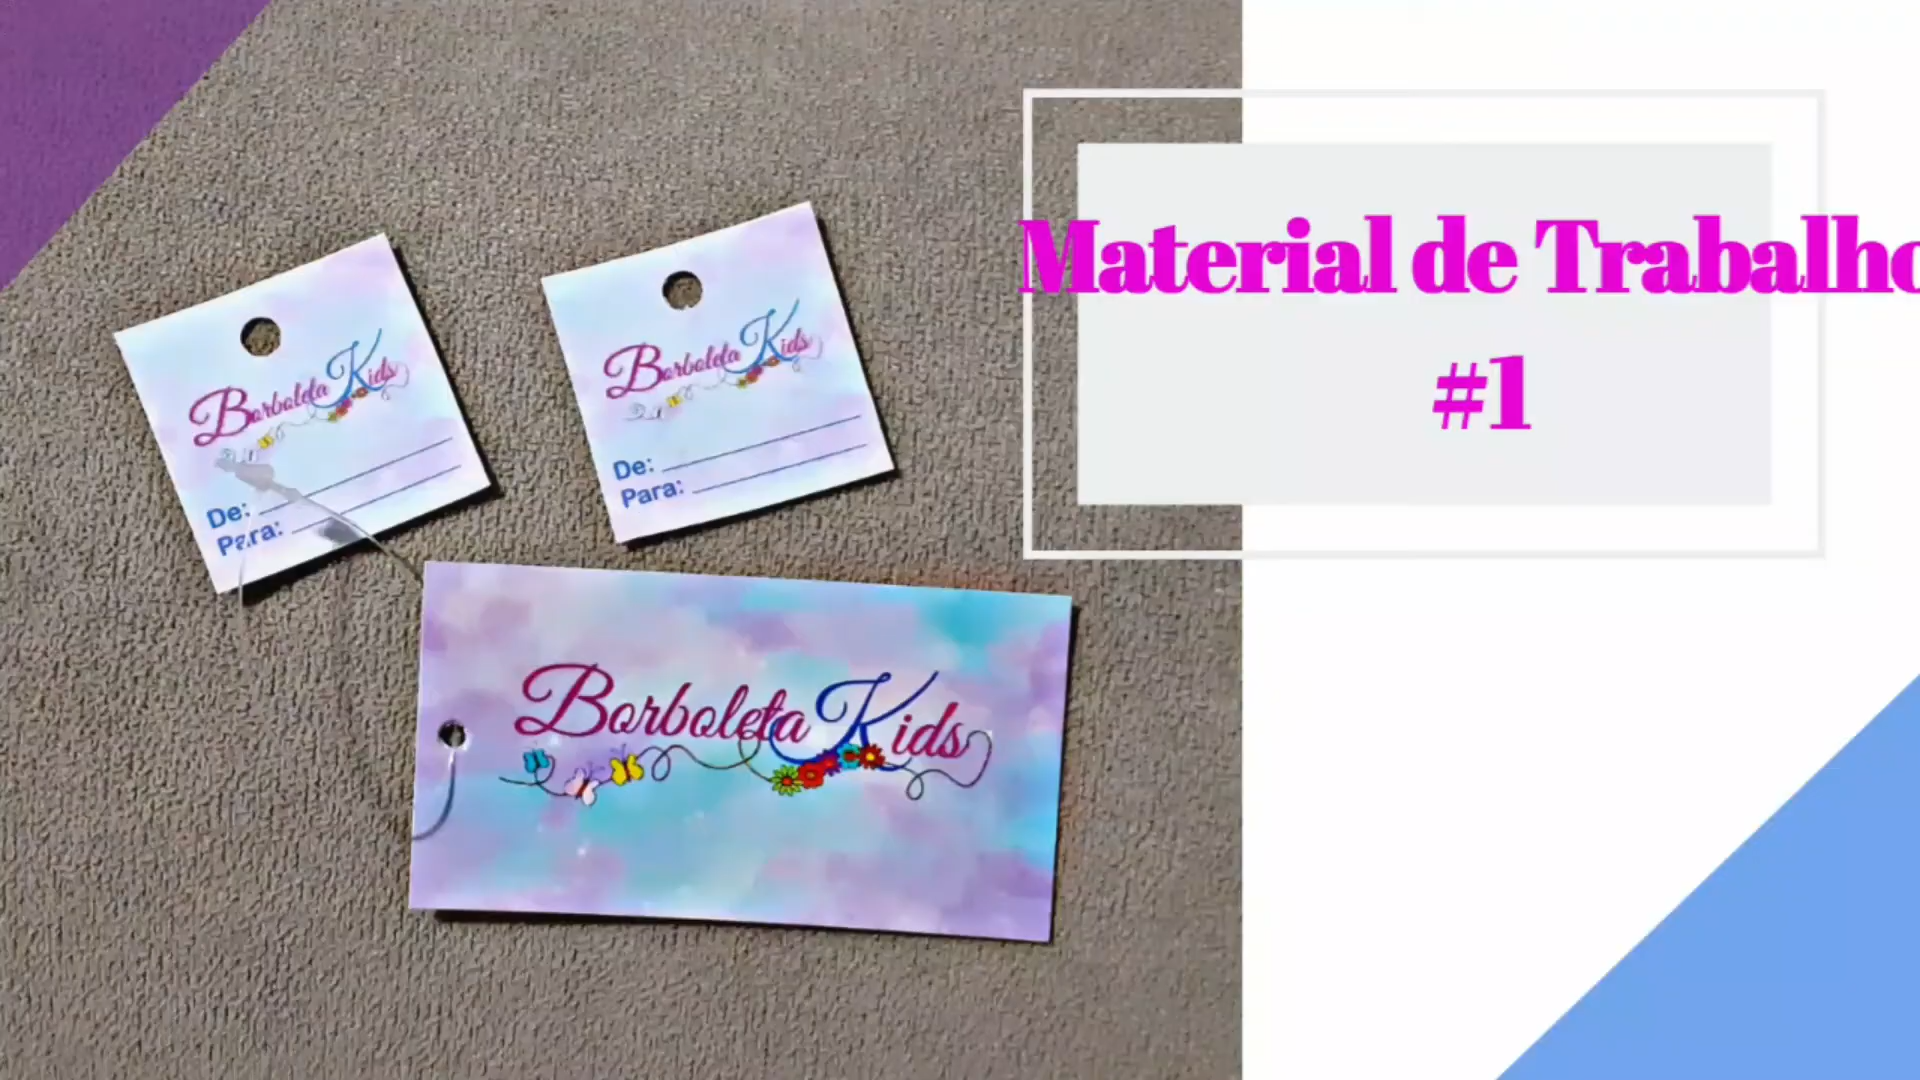 Material de Trabalho
#1
Borboleta Kids
De:
Para:
Borboleta Kids
De:
Para:
Borboleta Kids